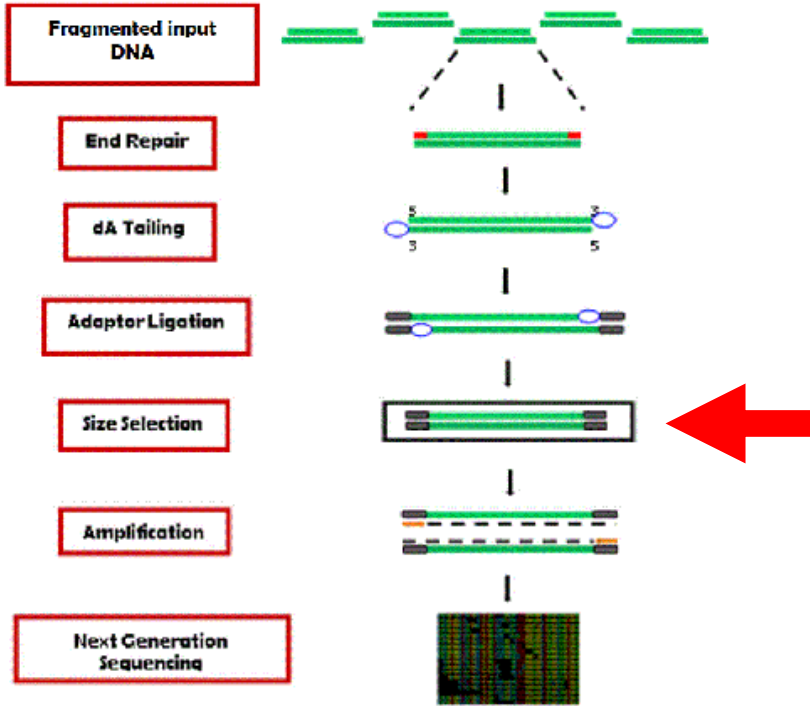 Fragmented input
DNA
End Repair
dA Tailing
5 3
3 5
Adaptor Ligation
Size Selection
Amplification
Next Generation
Sequencing